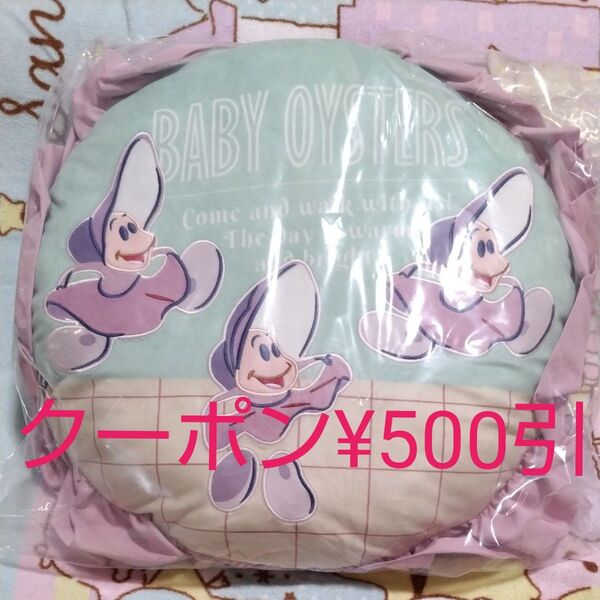 BABY OYSTERS
Come and walk with us!
The day is warm
and bright
クーポン¥500引